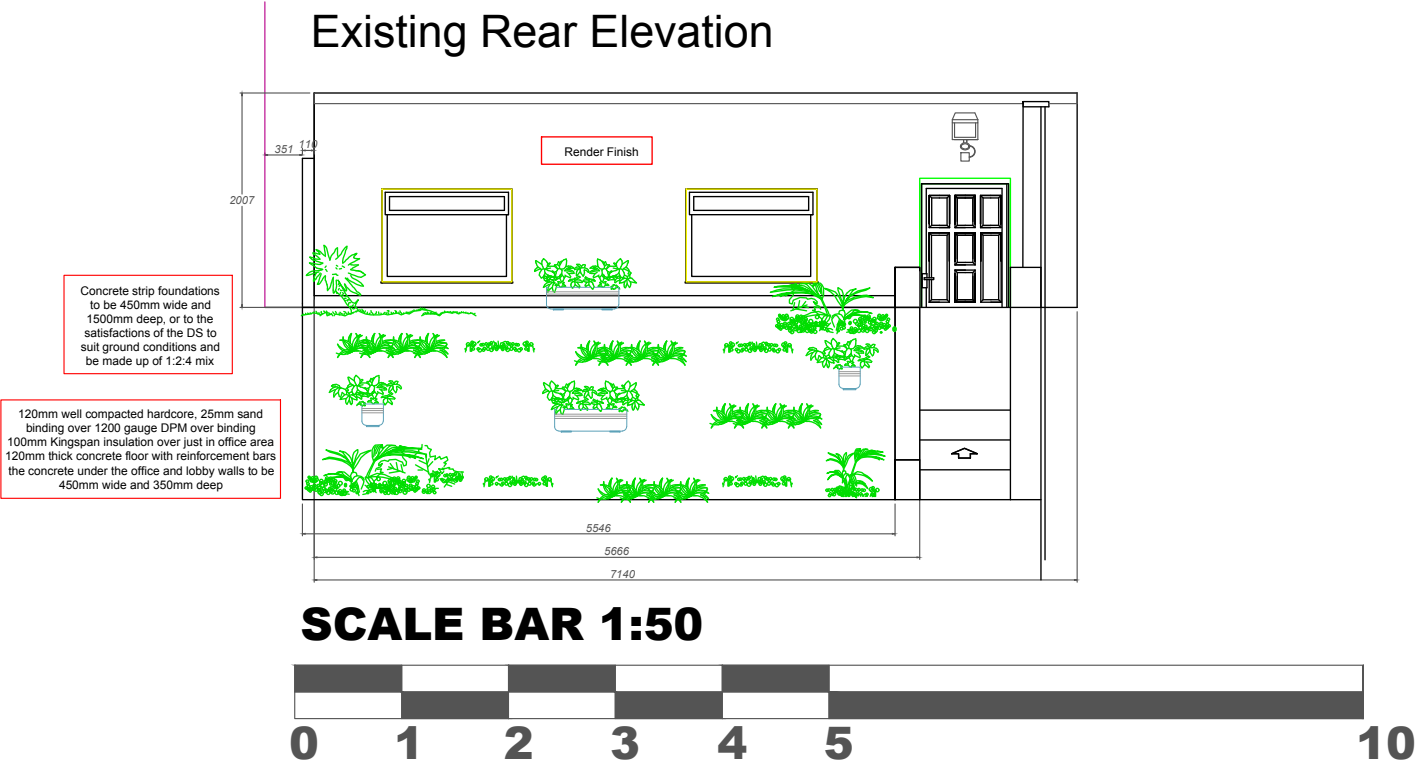 Existing Rear Elevation
351
110
Render Finish
2007
Concrete strip foundations
to be 450mm wide and
1500mm deep, or to the
satisfactions of the DS to
suit ground conditions and
be made up of 1:2:4 mix
120mm well compacted hardcore, 25mm sand
binding over 1200 gauge DPM over binding
100mm Kingspan insulation over just in office area
120mm thick concrete floor with reinforcement bars
the concrete under the office and lobby walls to be
450mm wide and 350mm deep
5546
5666
7140
SCALE BAR 1:50
0 1 2 3 4 5 10